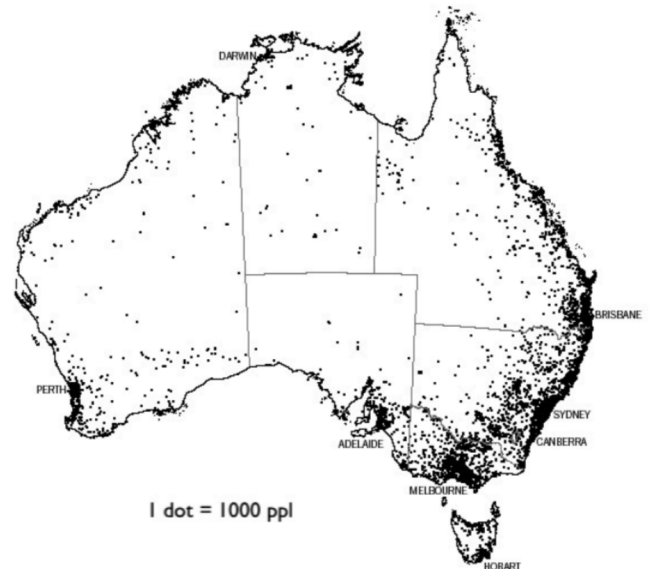 DARWIN
BRISBANE
PERTH
SYDNEY
ADELAIDE
CANBERRA
MELBOURNE
1 dot = 1000 ppl
HOBART